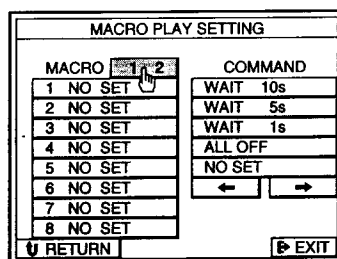 MACRO PLAY SETTING
MACRO 1 2
1 NO SET
2 NO SET
3 NO SET
4 NO SET
5 NO SET
6 NO SET
7 NO SET
8 NO SET
COMMAND
WAIT 10s
WAIT 5s
WAIT 1s
ALL OFF
NO SET
← →
RETURN
EXIT